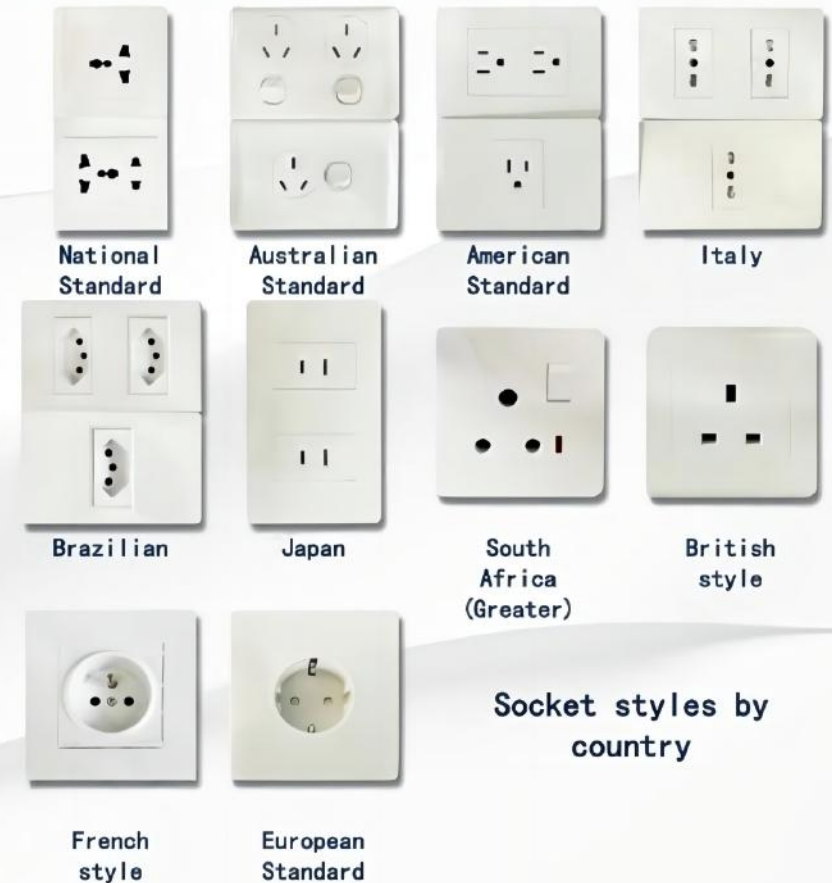 National
Standard
Australian
Standard
American
Standard
Italy
Brazilian
Japan
South
Africa
(Greater)
British
style
French
style
European
Standard
Socket styles by
country